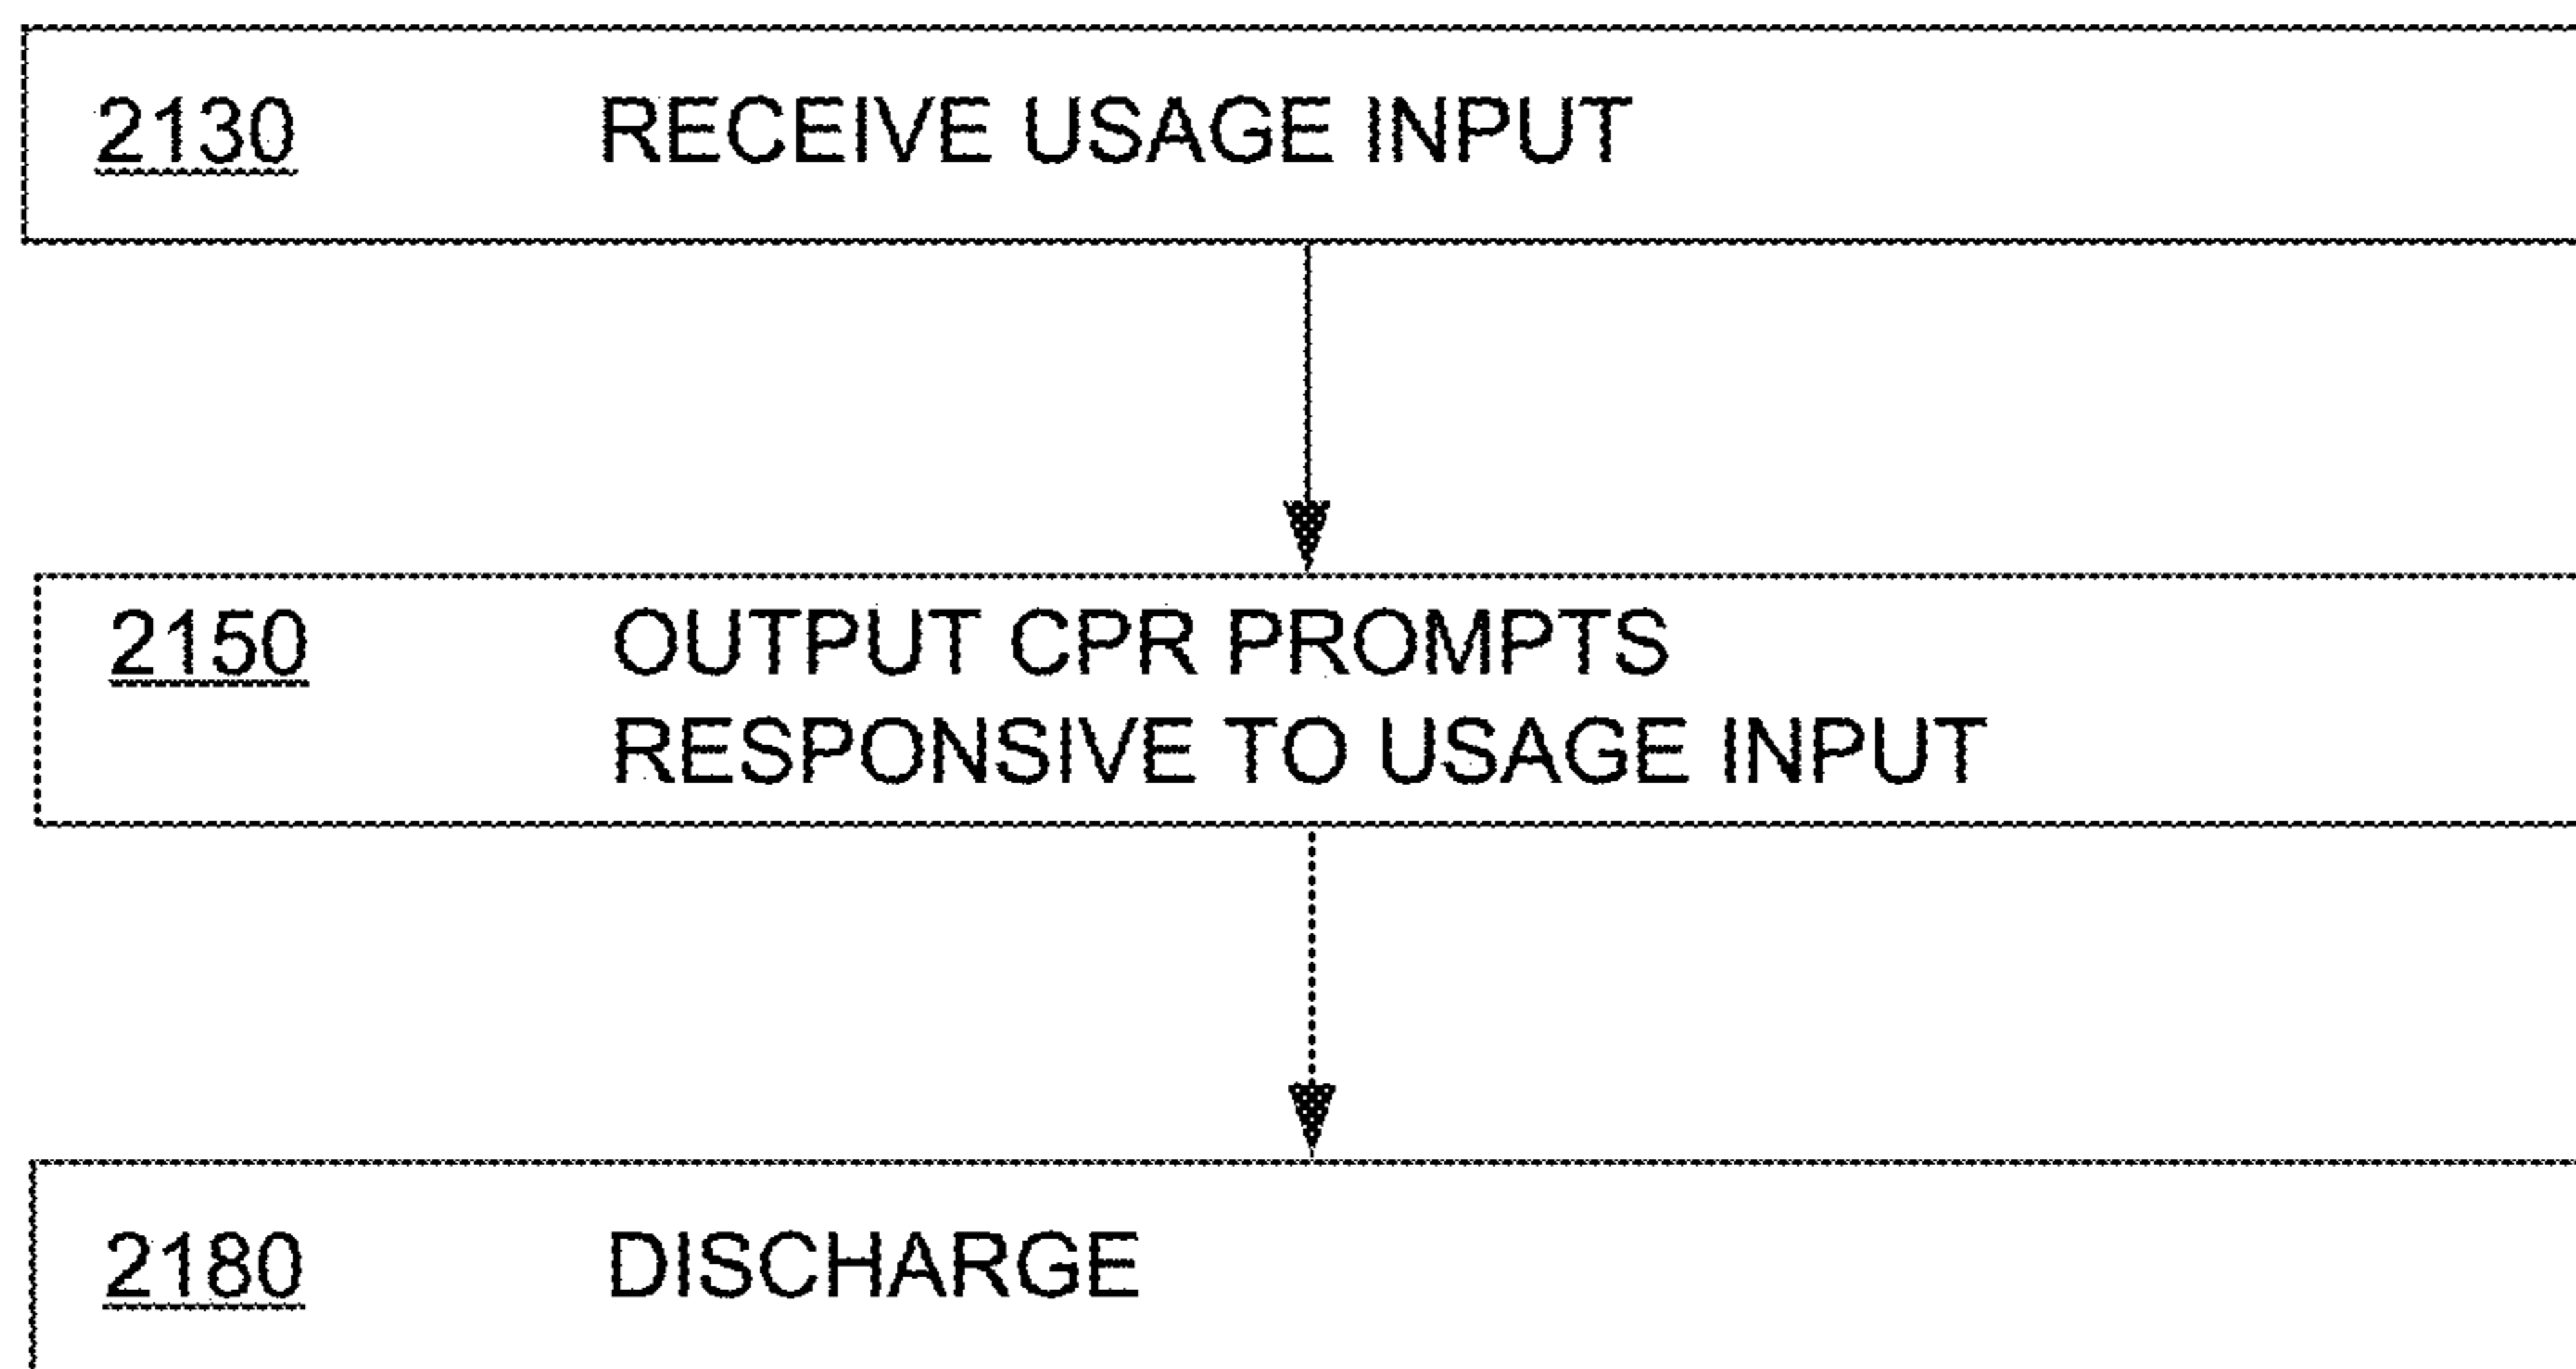 2130 RECEIVE USAGE INPUT
2150 OUTPUT CPR PROMPTS
RESPONSIVE TO USAGE INPUT
2180 DISCHARGE